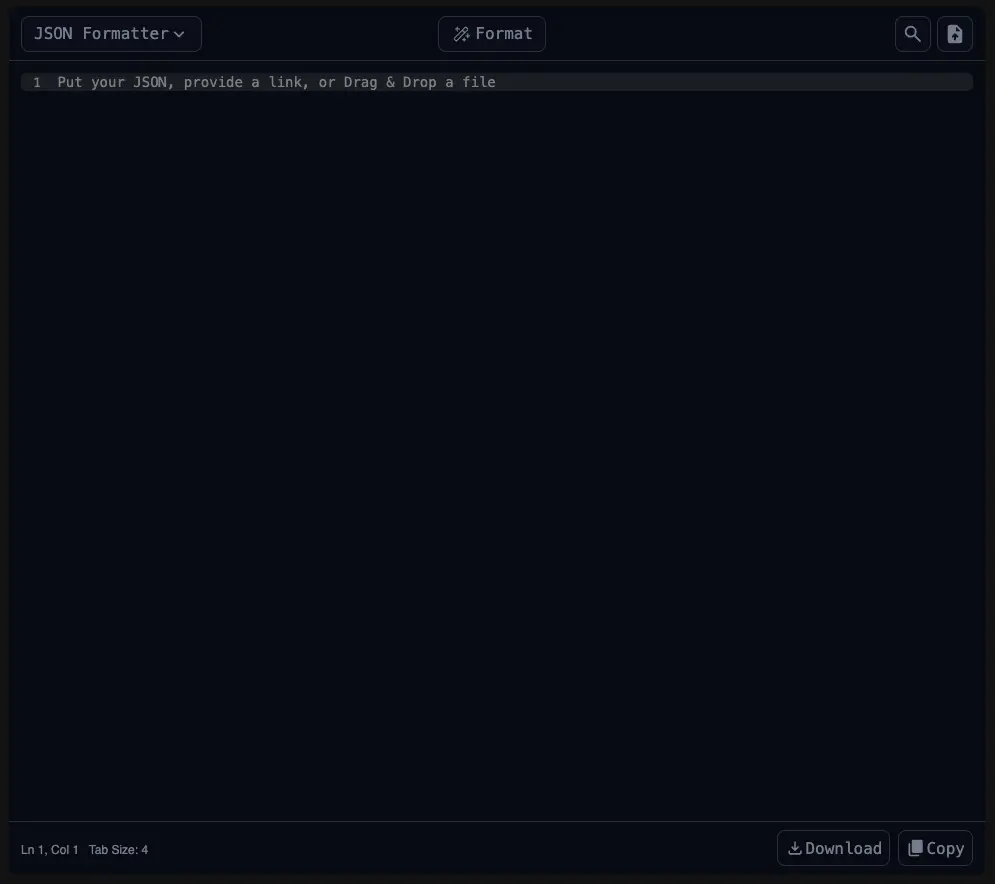 JSON Formatter
Format
1 Put your JSON, provide a link, or Drag & Drop a file
Ln 1, Col 1 Tab Size: 4
Download
Copy